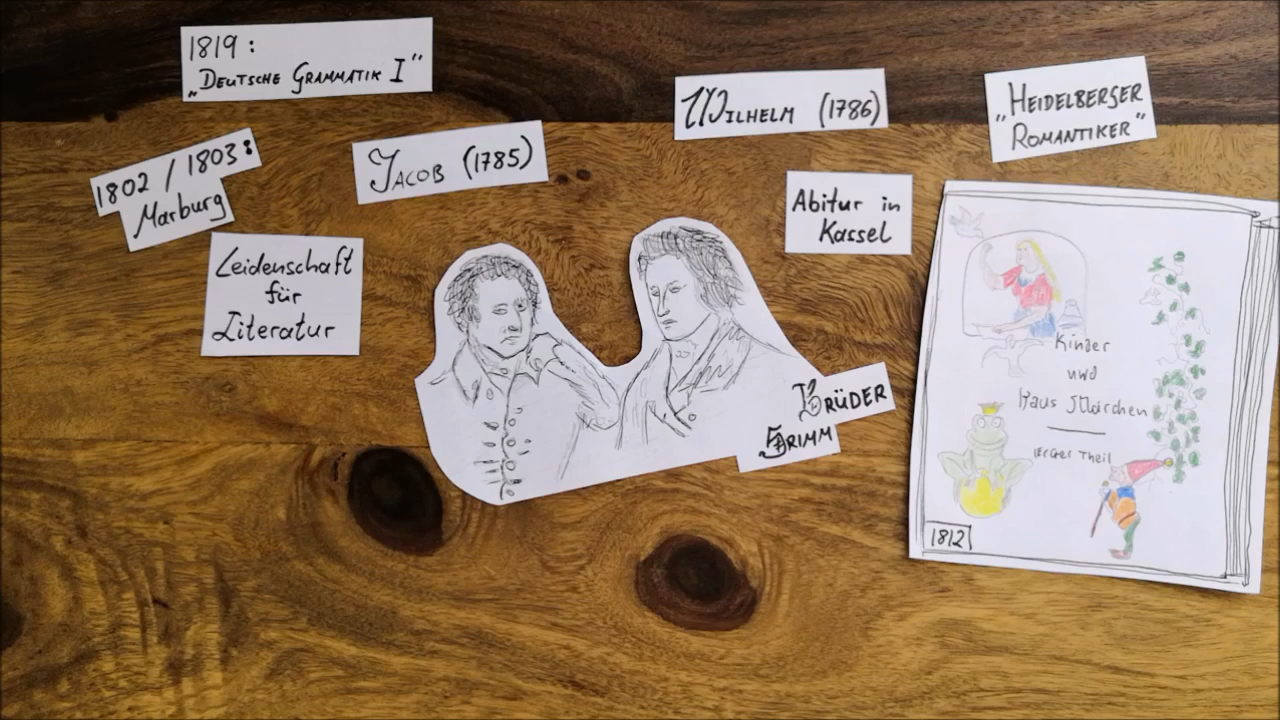 1819:
„Deutsche Grammatik I“
1802 / 1803:
Marburg
Leidenschaft
für
Literatur
Jacob (1785)
Wilhelm (1786)
Abitur in
Kassel
„Heidelberger
Romantiker“
Brüder
Grimm
Kinder
und
Haus Märchen
erster Theil
1812